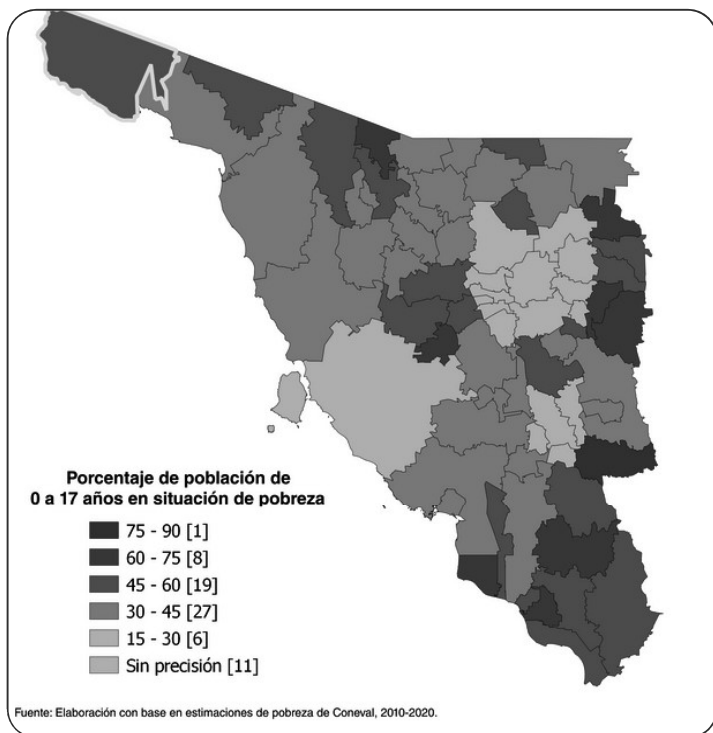 Porcentaje de población de
0 a 17 años en situación de pobreza
75 - 90 [1]
60 - 75 [8]
45 - 60 [19]
30 - 45 [27]
15 - 30 [6]
Sin precisión [11]
Fuente: Elaboración con base en estimaciones de pobreza de Coneval, 2010-2020.